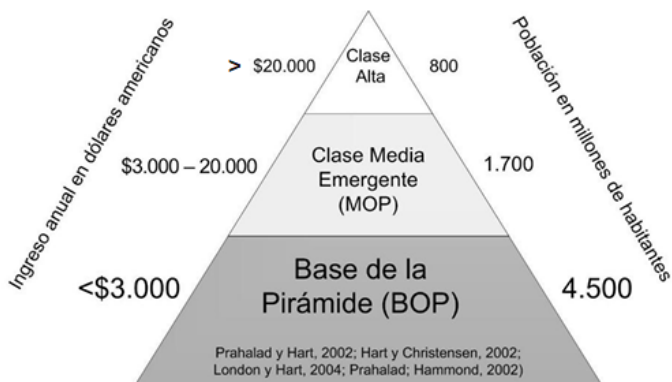 Ingreso anual en dólares americanos
Población en millones de habitantes
> $20.000
Clase
Alta
800
$3.000 – 20.000
Clase Media
Emergente
(MOP)
1.700
<$3.000
Base de la
Pirámide (BOP)
4.500
Prahalad y Hart, 2002; Hart y Christensen, 2002;
London y Hart, 2004; Prahalad; Hammond, 2002)